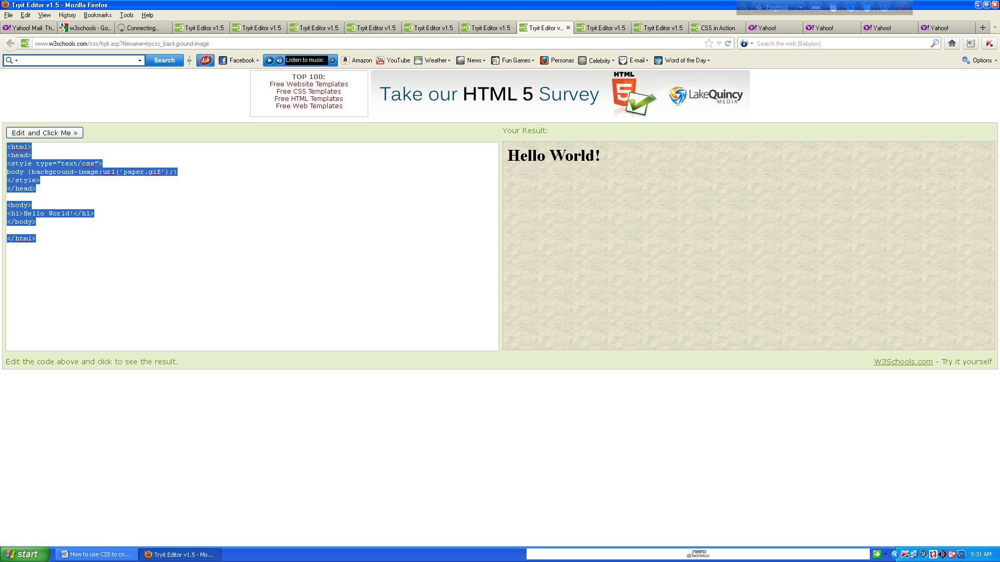 Tryit Editor v1.5 - Mozilla Firefox
English
File Edit View History Bookmarks Tools Help
Yahoo! Mail: Th... w3schools - Go... Connecting... Tryit Editor v1.5 Tryit Editor v1.5 Tryit Editor v1.5 Tryit Editor v1.5 Tryit Editor v1.5 Tryit Editor v1.5 Tryit Editor v... Tryit Editor v1.5 Tryit Editor v1.5 CSS in Action Yahoo! Yahoo! Yahoo! Yahoo!
www.w3schools.com/css/tryit.asp?filename=trycss_background-image Search the web (Babylon)
Search Ask Facebook Listen to music Amazon YouTube Weather News Fun Games Personas Celebrity E-mail Word of the Day Options
TOP 100:
Free Website Templates
Free CSS Templates
Free HTML Templates
Free Web Templates
Take our HTML 5 Survey
HTML
5
LakeQuincy
MEDIA
Edit and Click Me »
Your Result:
<html>
<head>
<style type="text/css">
body {background-image:url('paper.gif');}
</style>
</head>
<body>
<h1>Hello World!</h1>
</body>
</html>
Hello World!
Edit the code above and click to see the result.
W3Schools.com - Try it yourself
start How to use CSS to co... Tryit Editor v1.5 - Mo... nero SEARCH 9:31 AM